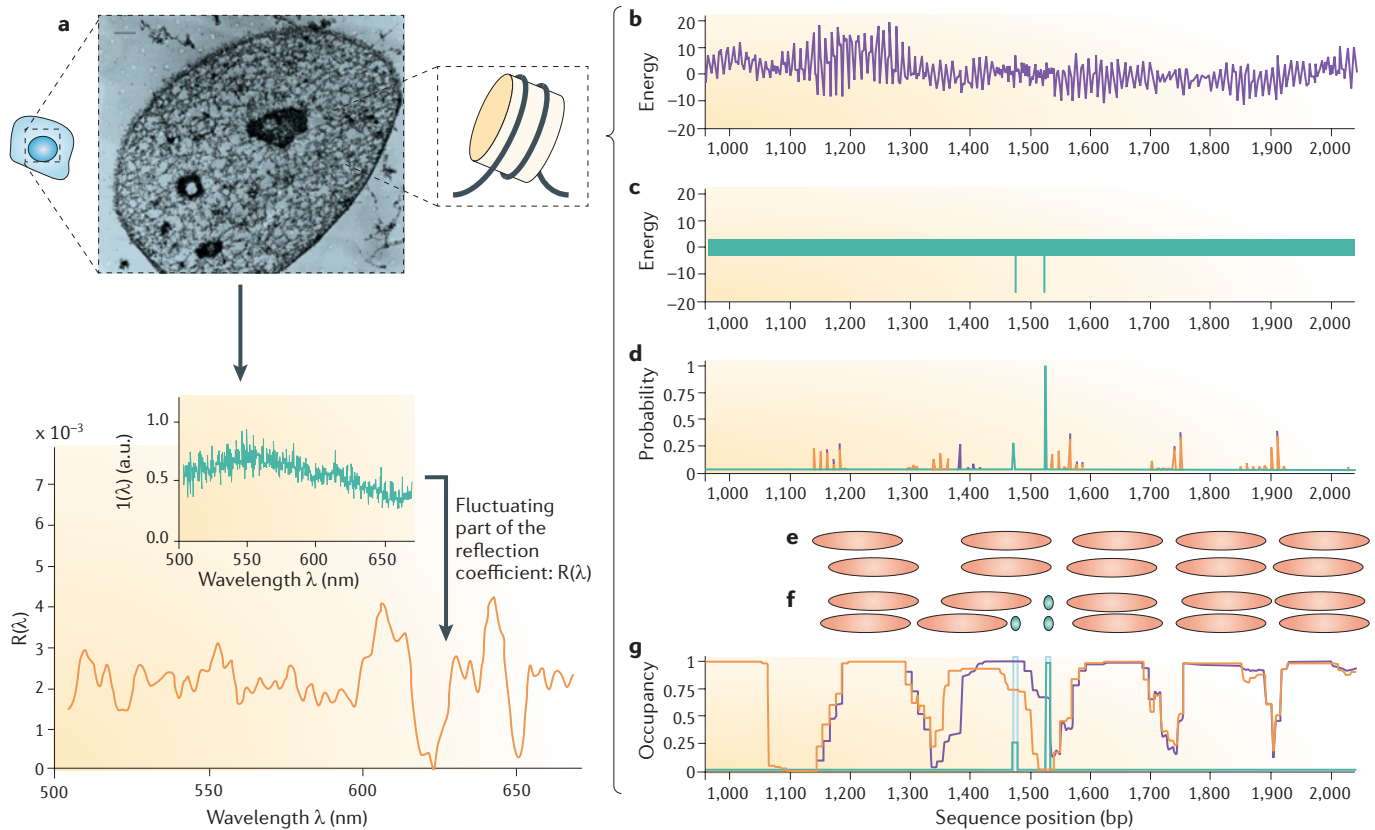 a
x 10⁻³
7
6
5
4
3
2
1
0
R(λ)
500
550
600
650
Wavelength λ (nm)
1.0
0.5
0.0
1(λ) (a.u.)
500
550
600
650
Wavelength λ (nm)
Fluctuating
part of the
reflection
coefficient: R(λ)
b
Energy
20
10
0
−10
−20
1,000 1,100 1,200 1,300 1,400 1,500 1,600 1,700 1,800 1,900 2,000
c
Energy
20
10
0
−10
−20
1,000 1,100 1,200 1,300 1,400 1,500 1,600 1,700 1,800 1,900 2,000
d
Probability
1
0.75
0.5
0.25
0
1,000 1,100 1,200 1,300 1,400 1,500 1,600 1,700 1,800 1,900 2,000
e
f
g
Occupancy
1
0.75
0.5
0.25
0
1,000 1,100 1,200 1,300 1,400 1,500 1,600 1,700 1,800 1,900 2,000
Sequence position (bp)